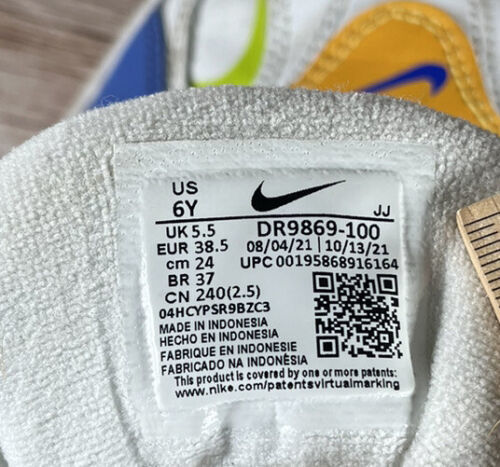 US
6Y
JJ
UK 5.5 DR9869-100
EUR 38.5 08/04/21 | 10/13/21
cm 24 UPC 00195868916164
BR 37
CN 240(2.5)
04HCYPSR9BZC3
MADE IN INDONESIA
HECHO EN INDONESIA
FABRIQUE EN INDONESIE
FABRICADO NA INDONÉSIA
This product is covered by one or more patents:
www.nike.com/patentsvirtualmarking